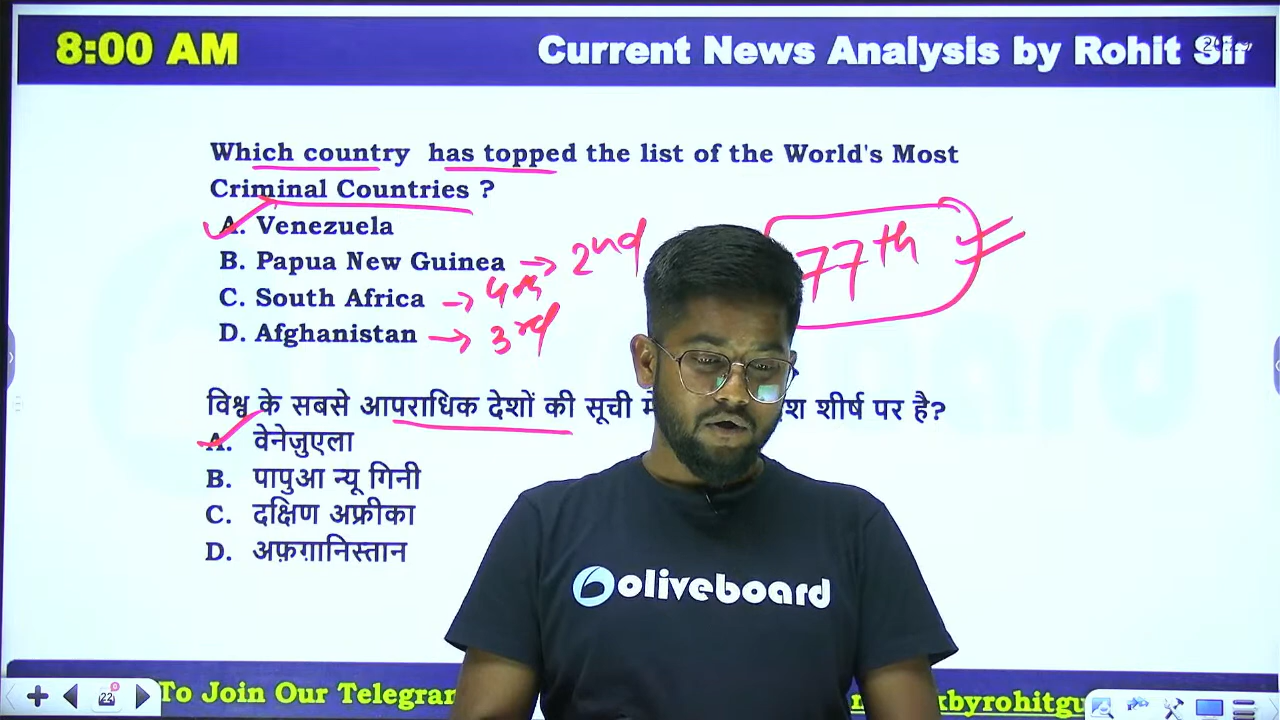 8:00 AM
Current News Analysis by Rohit Sir
Which country has topped the list of the World's Most
Criminal Countries ?
A. Venezuela
B. Papua New Guinea → 2nd
C. South Africa → 4th
D. Afghanistan → 3rd
77th
विश्व के सबसे आपराधिक देशों की सूची शीर्ष पर है?
A. वेनेज़ुएला
B. पापुआ न्यू गिनी
C. दक्षिण अफ्रीका
D. अफ़ग़ानिस्तान
oliveboard
To Join Our Telegram
22